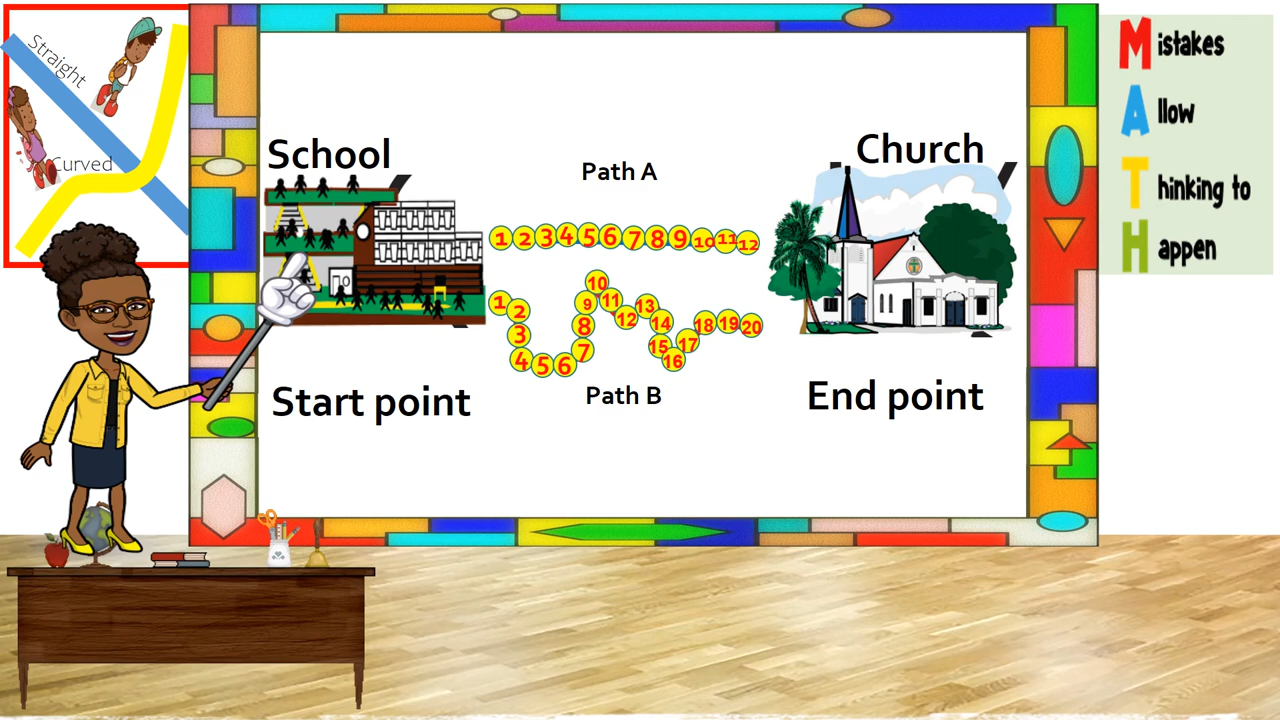 Straight
Curved
School
Church
Path A
1 2 3 4 5 6 7 8 9 10 11 12
1 2 3 4 5 6 7 8 9 10 11 12 13 14 15 16 17 18 19 20
Path B
Start point
End point
Mistakes
Allow
Thinking to
Happen